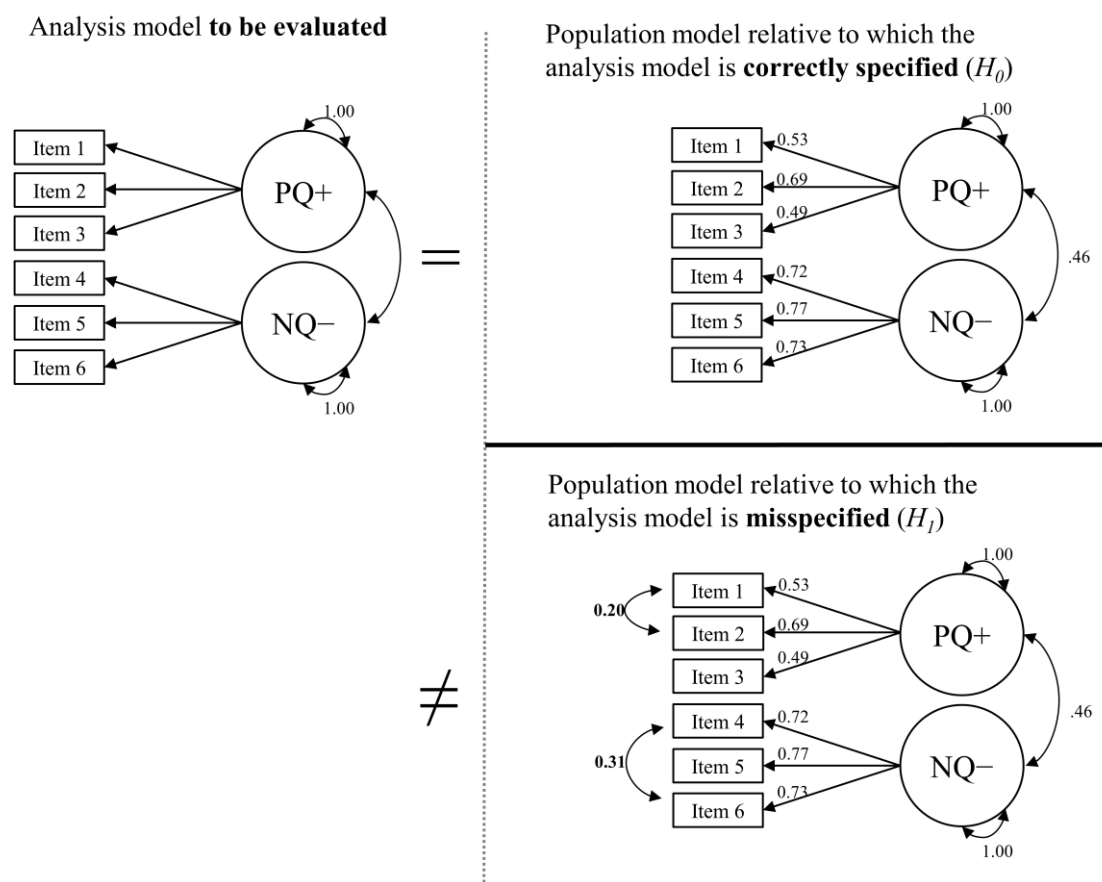 Analysis model to be evaluated
1.00
Item 1
Item 2
Item 3
Item 4
Item 5
Item 6
PQ+
NQ−
1.00
=
Population model relative to which the
analysis model is correctly specified (H0)
1.00
Item 1
0.53
Item 2
0.69
Item 3
0.49
Item 4
0.72
Item 5
0.77
Item 6
0.73
PQ+
NQ−
.46
1.00
≠
Population model relative to which the
analysis model is misspecified (H1)
1.00
0.20
Item 1
0.53
Item 2
0.69
Item 3
0.49
0.31
Item 4
0.72
Item 5
0.77
Item 6
0.73
PQ+
NQ−
.46
1.00